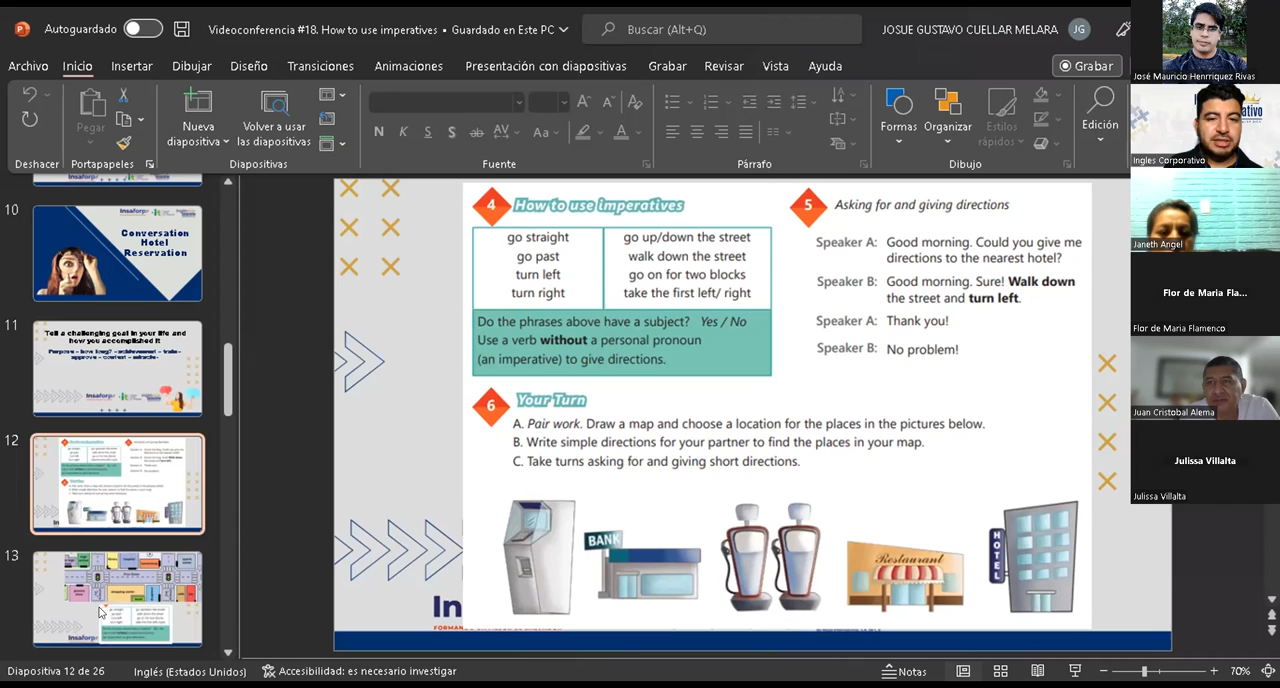 Autoguardado
Videoconferencia #18. How to use imperatives • Guardado en Este PC
Buscar (Alt+Q)
JOSUE GUSTAVO CUELLAR MELARA
JG
Archivo
Inicio
Insertar
Dibujar
Diseño
Transiciones
Animaciones
Presentación con diapositivas
Grabar
Revisar
Vista
Ayuda
Grabar
Pegar
Nueva
diapositiva
Volver a usar
las diapositivas
N K S S ab AV Aa A
Formas
Organizar
Estilos
rápidos
Edición
Deshacer
Portapapeles
Diapositivas
Fuente
Párrafo
Dibujo
10
Conversation
Hotel
Reservation
11
Tell a challenging goal in your life and
how you accomplished it
Insaforp
12
13
Insaforp
4 How to use imperatives
go straight
go past
turn left
turn right
go up/down the street
walk down the street
go on for two blocks
take the first left/ right
Do the phrases above have a subject? Yes / No
Use a verb without a personal pronoun
(an imperative) to give directions.
5 Asking for and giving directions
Speaker A: Good morning. Could you give me
directions to the nearest hotel?
Speaker B: Good morning. Sure! Walk down
the street and turn left.
Speaker A: Thank you!
Speaker B: No problem!
6 Your Turn
A. Pair work. Draw a map and choose a location for the places in the pictures below.
B. Write simple directions for your partner to find the places in your map.
C. Take turns asking for and giving short directions.
BANK
Restaurant
HOTEL
In
José Mauricio Henrriquez Rivas
Ingles Corporativo
Janeth Angel
Flor de Maria Fla...
Flor de Maria Flamenco
Juan Cristobal Alema
Julissa Villalta
Julissa Villalta
Diapositiva 12 de 26
Inglés (Estados Unidos)
Accesibilidad: es necesario investigar
Notas
70%